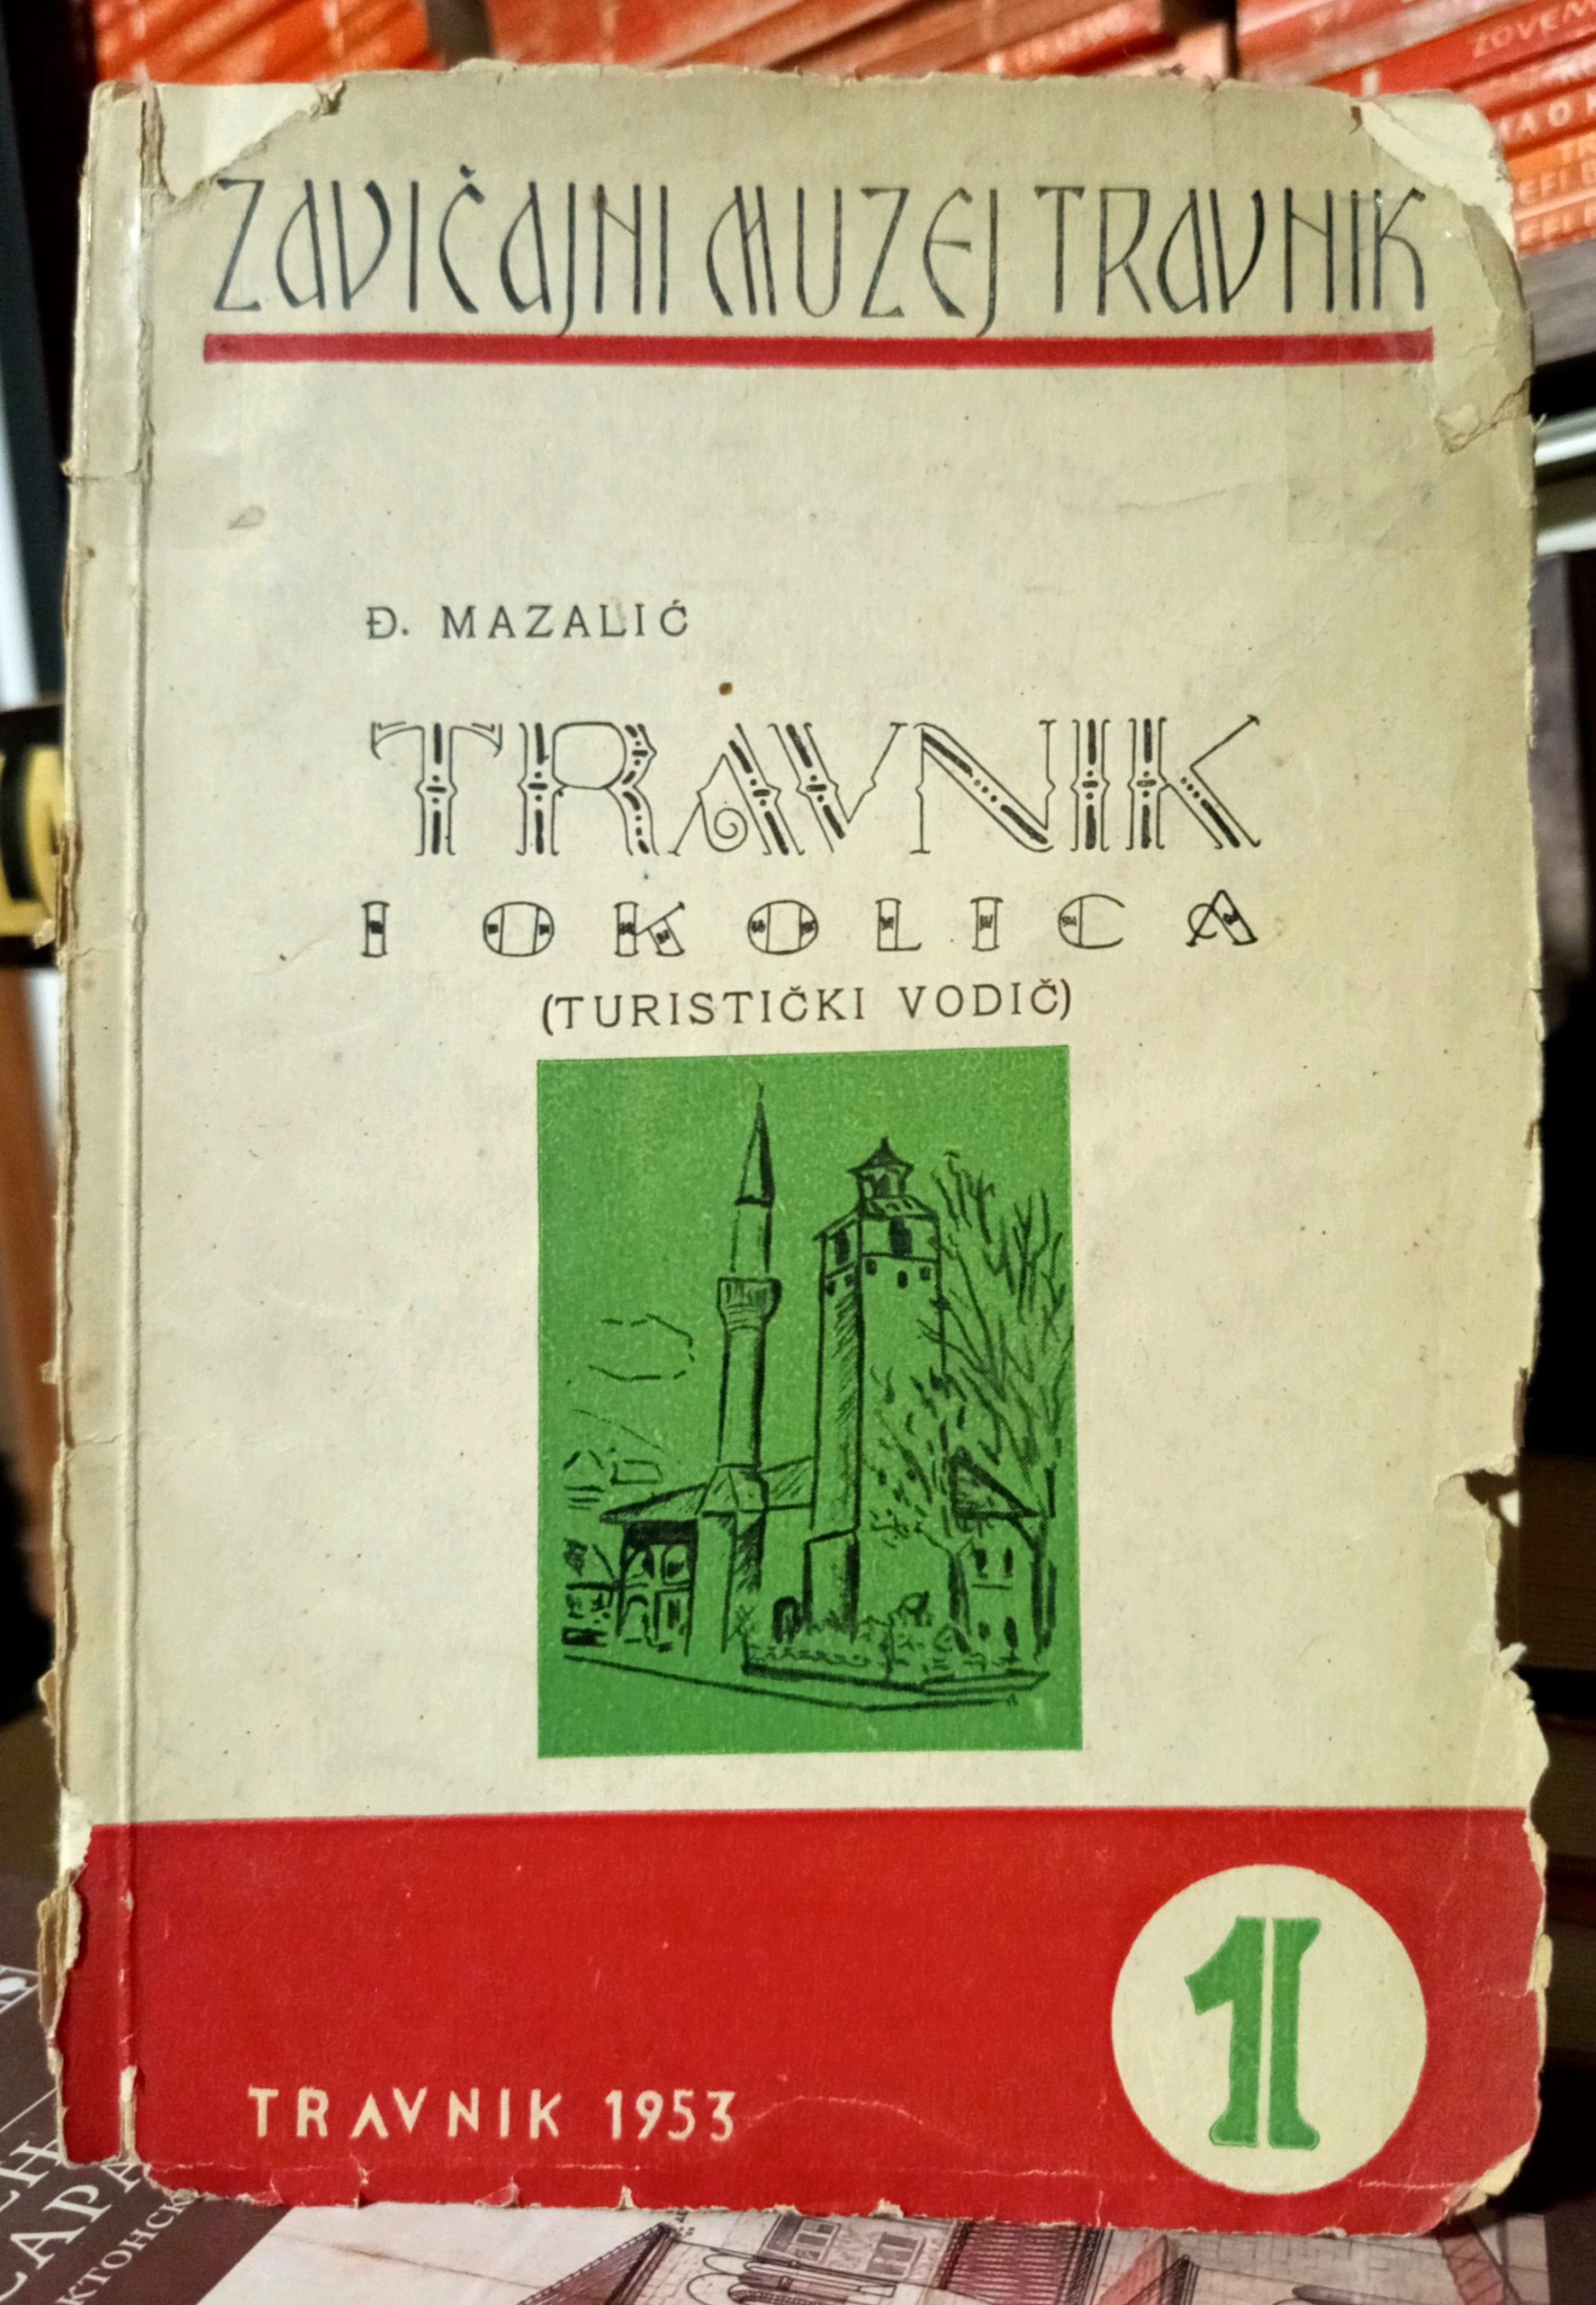 ZAVIČAJNI MUZEJ TRAVNIK
Đ. MAZALIĆ
TRAVNIK
I OKOLICA
(TURISTIČKI VODIČ)
1
TRAVNIK 1953